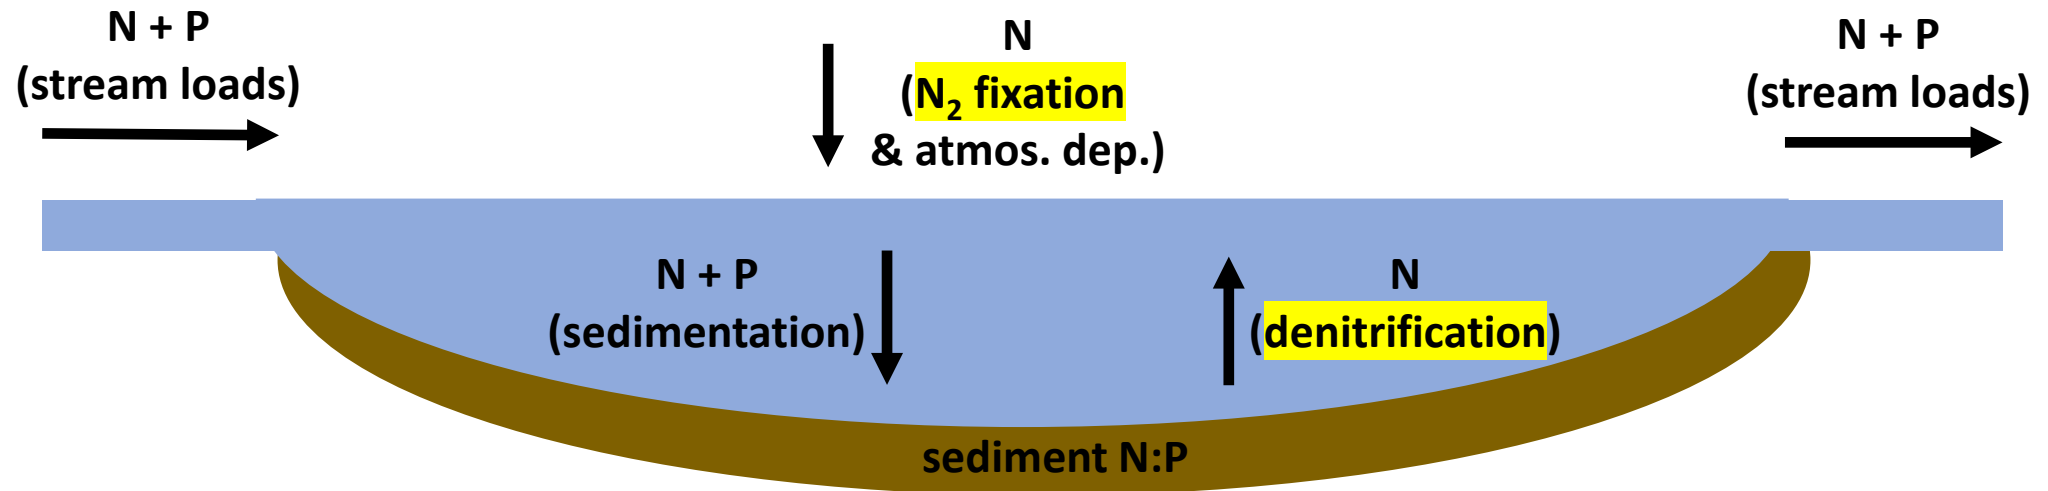 N + P
(stream loads)
N
(N₂ fixation
& atmos. dep.)
N + P
(stream loads)
N + P
(sedimentation)
N
(denitrification)
sediment N:P